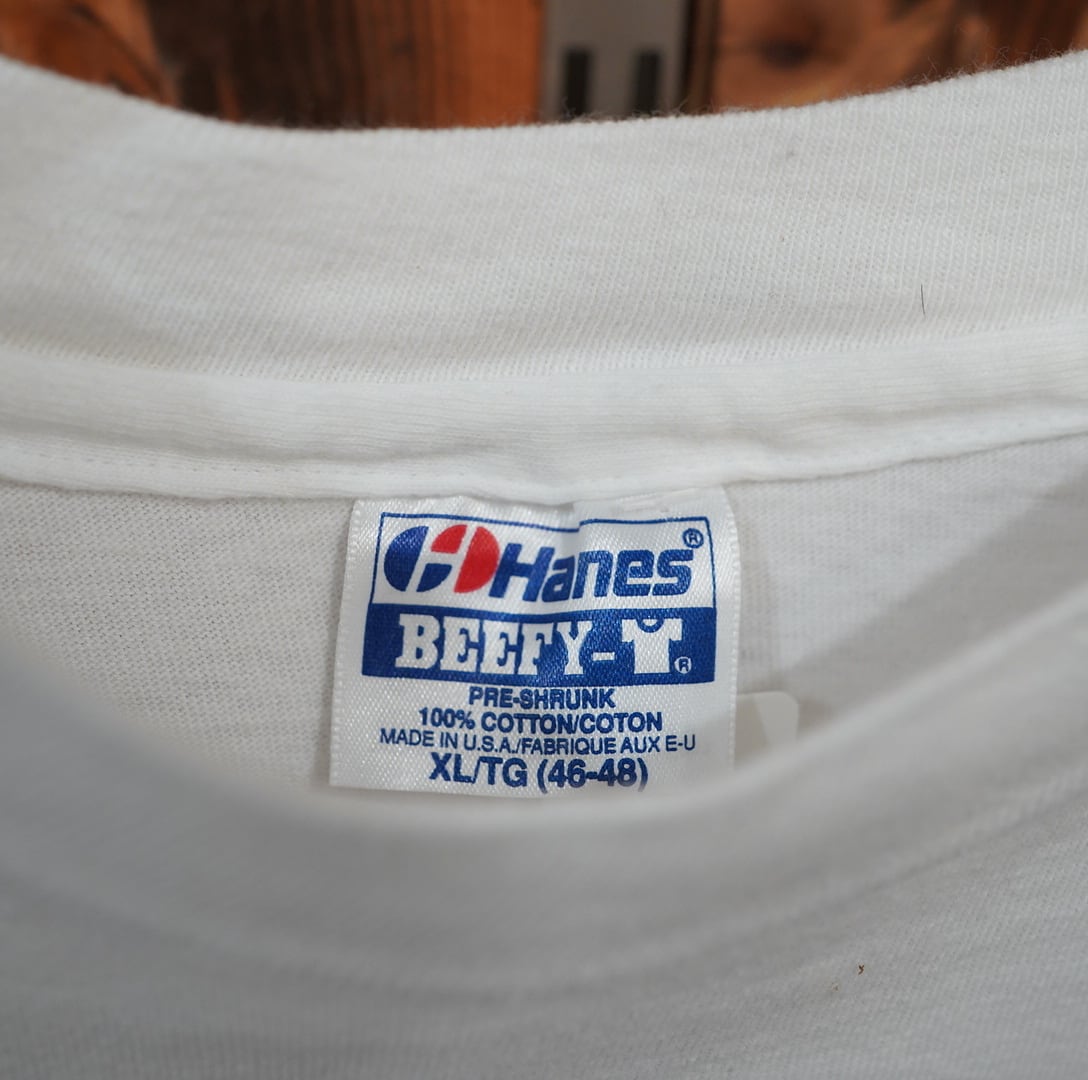 Hanes®
BEEFY-T®
PRE-SHRUNK
100% COTTON/COTON
MADE IN U.S.A./FABRIQUE AUX E-U
XL/TG (46-48)